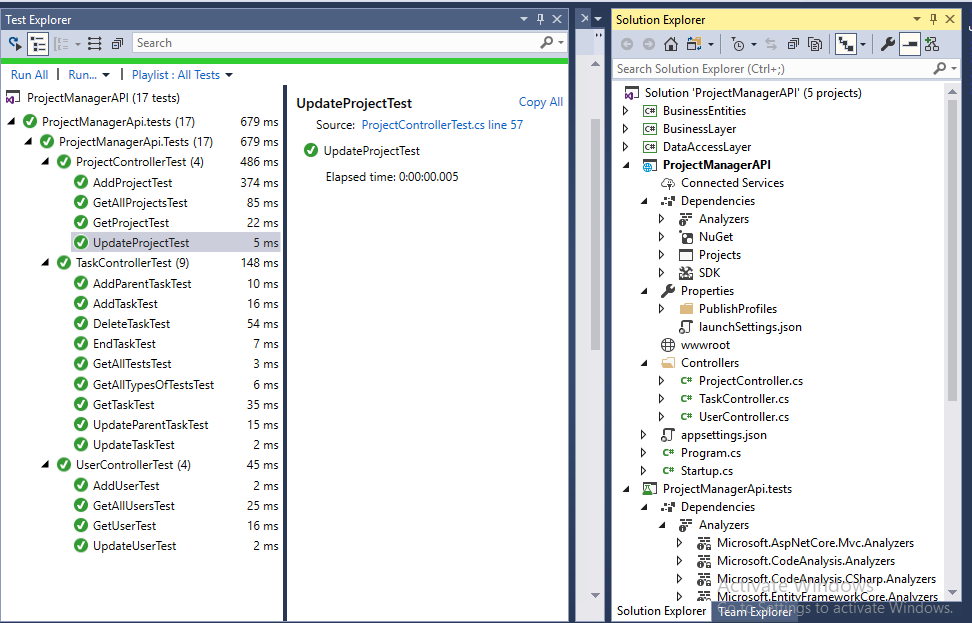 Test Explorer
Search
Run All | Run... | Playlist : All Tests
ProjectManagerAPI (17 tests)
ProjectManagerApi.tests (17) 679 ms
ProjectManagerApi.Tests (17) 679 ms
ProjectControllerTest (4) 486 ms
AddProjectTest 374 ms
GetAllProjectsTest 85 ms
GetProjectTest 22 ms
UpdateProjectTest 5 ms
TaskControllerTest (9) 148 ms
AddParentTaskTest 10 ms
AddTaskTest 16 ms
DeleteTaskTest 54 ms
EndTaskTest 7 ms
GetAllTestsTest 3 ms
GetAllTypesOfTestsTest 6 ms
GetTaskTest 35 ms
UpdateParentTaskTest 15 ms
UpdateTaskTest 2 ms
UserControllerTest (4) 45 ms
AddUserTest 2 ms
GetAllUsersTest 25 ms
GetUserTest 16 ms
UpdateUserTest 2 ms
UpdateProjectTest Copy All
Source: ProjectControllerTest.cs line 57
UpdateProjectTest
Elapsed time: 0:00:00.005
Solution Explorer
Search Solution Explorer (Ctrl+;)
Solution 'ProjectManagerAPI' (5 projects)
C# BusinessEntities
C# BusinessLayer
C# DataAccessLayer
ProjectManagerAPI
Connected Services
Dependencies
Analyzers
NuGet
Projects
SDK
Properties
PublishProfiles
launchSettings.json
wwwroot
Controllers
C# ProjectController.cs
C# TaskController.cs
C# UserController.cs
appsettings.json
C# Program.cs
C# Startup.cs
ProjectManagerApi.tests
Dependencies
Analyzers
Microsoft.AspNetCore.Mvc.Analyzers
Microsoft.CodeAnalysis.Analyzers
Microsoft.CodeAnalysis.CSharp.Analyzers
Microsoft.EntityFrameworkCore.Analyzers
Activate Windows
Go to Settings to activate Windows.
Solution Explorer Team Explorer